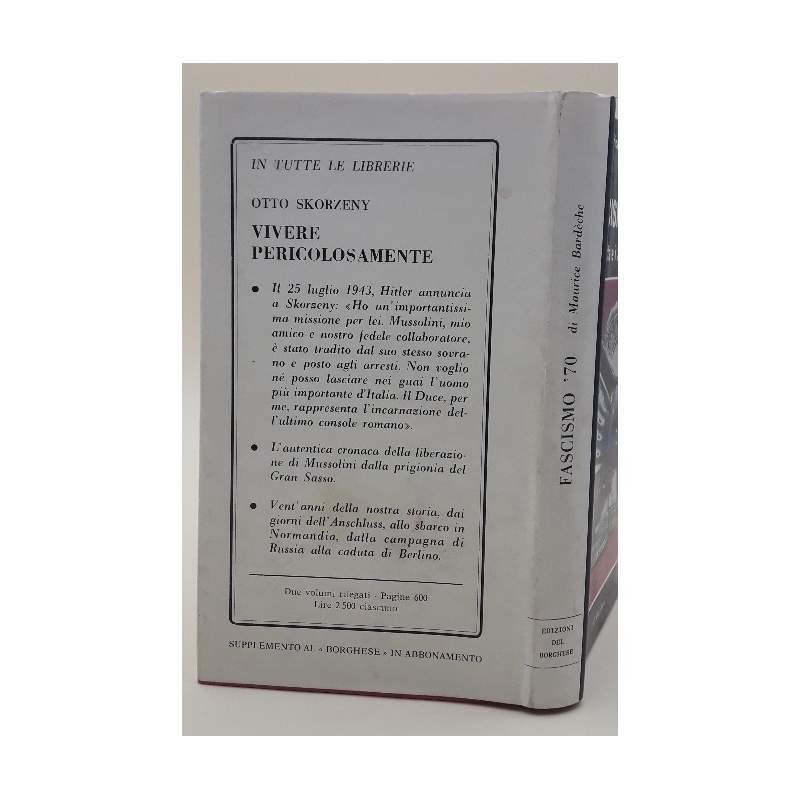 IN TUTTE LE LIBRERIE
OTTO SKORZENY
VIVERE
PERICOLOSAMENTE
• Il 25 luglio 1943, Hitler annuncia
a Skorzeny: «Ho un'importantissi-
ma missione per lei. Mussolini, mio
amico e nostro fedele collaboratore,
è stato tradito dal suo stesso sovra-
no e posto agli arresti. Non voglio
né posso lasciare nei guai l'uomo
più importante d'Italia. Il Duce, per
me, rappresenta l'incarnazione del-
l'ultimo console romano».
• L'autentica cronaca della liberazio-
ne di Mussolini dalla prigionia del
Gran Sasso.
• Vent'anni della nostra storia, dai
giorni dell'Anschluss, allo sbarco in
Normandia, dalla campagna di
Russia alla caduta di Berlino.
Due volumi rilegati - Pagine 600
Lire 2.500 ciascuno
SUPPLEMENTO AL « BORGHESE » IN ABBONAMENTO
FASCISMO '70 di Maurice Bardèche
EDIZIONI
DEL
BORGHESE